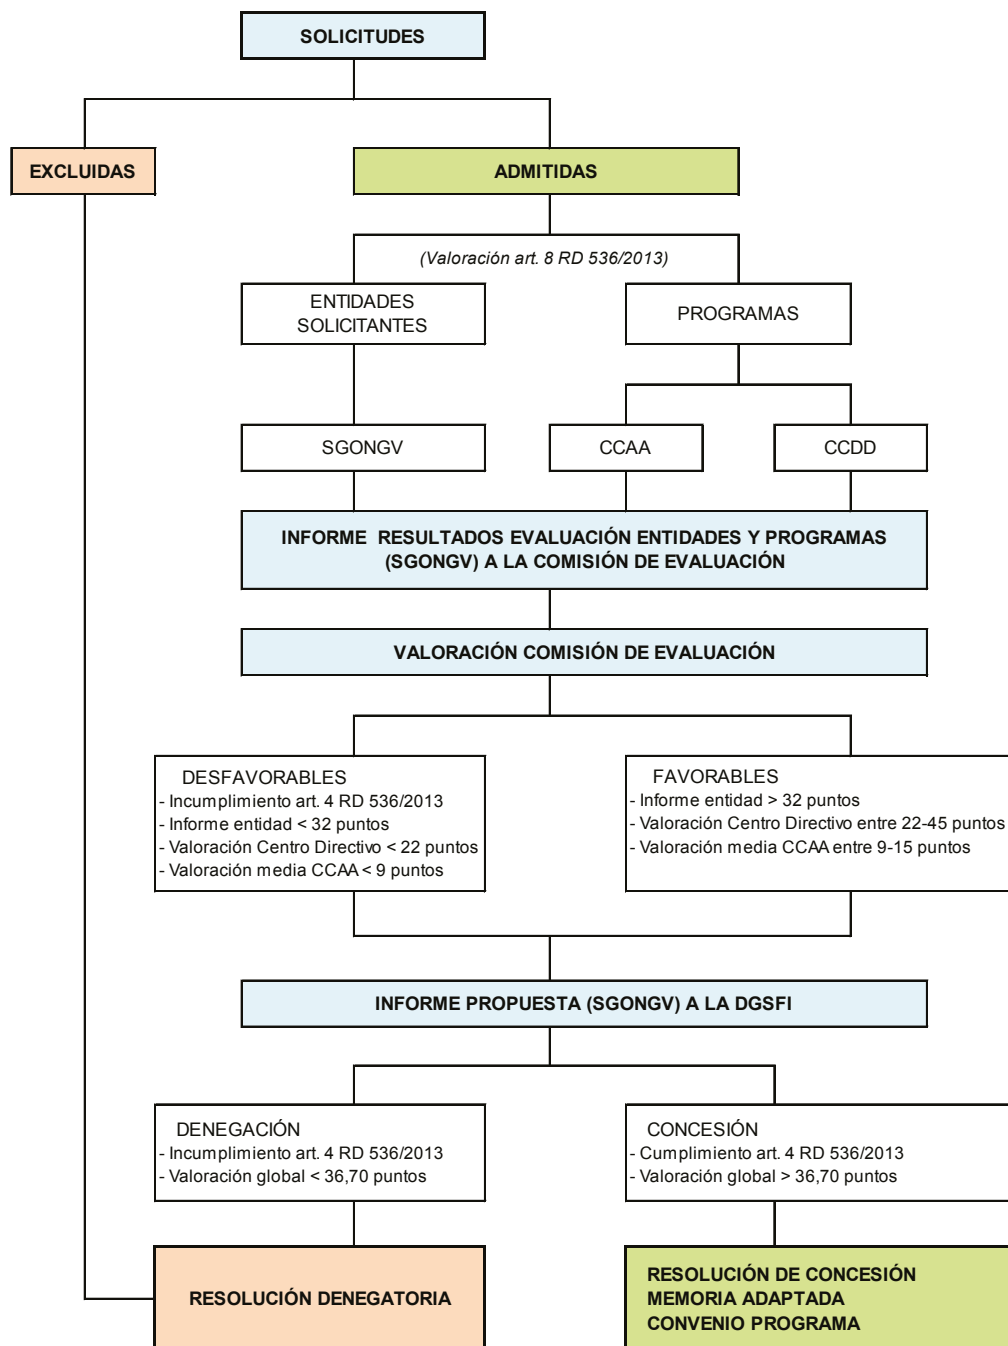 SOLICITUDES
EXCLUIDAS
ADMITIDAS
(Valoración art. 8 RD 536/2013)
ENTIDADES
SOLICITANTES
PROGRAMAS
SGONGV
CCAA
CCDD
INFORME RESULTADOS EVALUACIÓN ENTIDADES Y PROGRAMAS
(SGONGV) A LA COMISIÓN DE EVALUACIÓN
VALORACIÓN COMISIÓN DE EVALUACIÓN
DESFAVORABLES
- Incumplimiento art. 4 RD 536/2013
- Informe entidad < 32 puntos
- Valoración Centro Directivo < 22 puntos
- Valoración media CCAA < 9 puntos
FAVORABLES
- Informe entidad > 32 puntos
- Valoración Centro Directivo entre 22-45 puntos
- Valoración media CCAA entre 9-15 puntos
INFORME PROPUESTA (SGONGV) A LA DGSFI
DENEGACIÓN
- Incumplimiento art. 4 RD 536/2013
- Valoración global < 36,70 puntos
CONCESIÓN
- Cumplimiento art. 4 RD 536/2013
- Valoración global > 36,70 puntos
RESOLUCIÓN DENEGATORIA
RESOLUCIÓN DE CONCESIÓN
MEMORIA ADAPTADA
CONVENIO PROGRAMA